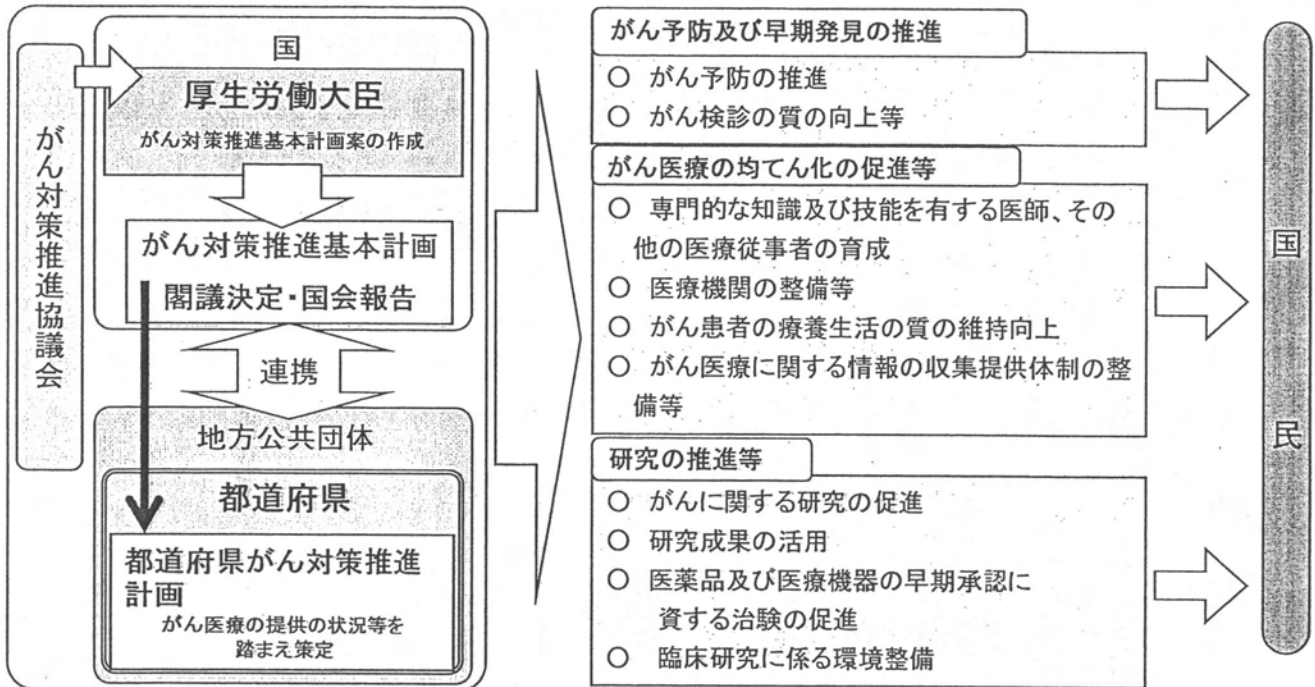 がん対策推進協議会
国
厚生労働大臣
がん対策推進基本計画案の作成
がん対策推進基本計画
閣議決定・国会報告
連携
地方公共団体
都道府県
都道府県がん対策推進
計画
がん医療の提供の状況等を
踏まえ策定
がん予防及び早期発見の推進
○ がん予防の推進
○ がん検診の質の向上等
がん医療の均てん化の促進等
○ 専門的な知識及び技能を有する医師、その
他の医療従事者の育成
○ 医療機関の整備等
○ がん患者の療養生活の質の維持向上
○ がん医療に関する情報の収集提供体制の整
備等
研究の推進等
○ がんに関する研究の促進
○ 研究成果の活用
○ 医薬品及び医療機器の早期承認に
資する治験の促進
○ 臨床研究に係る環境整備
国民